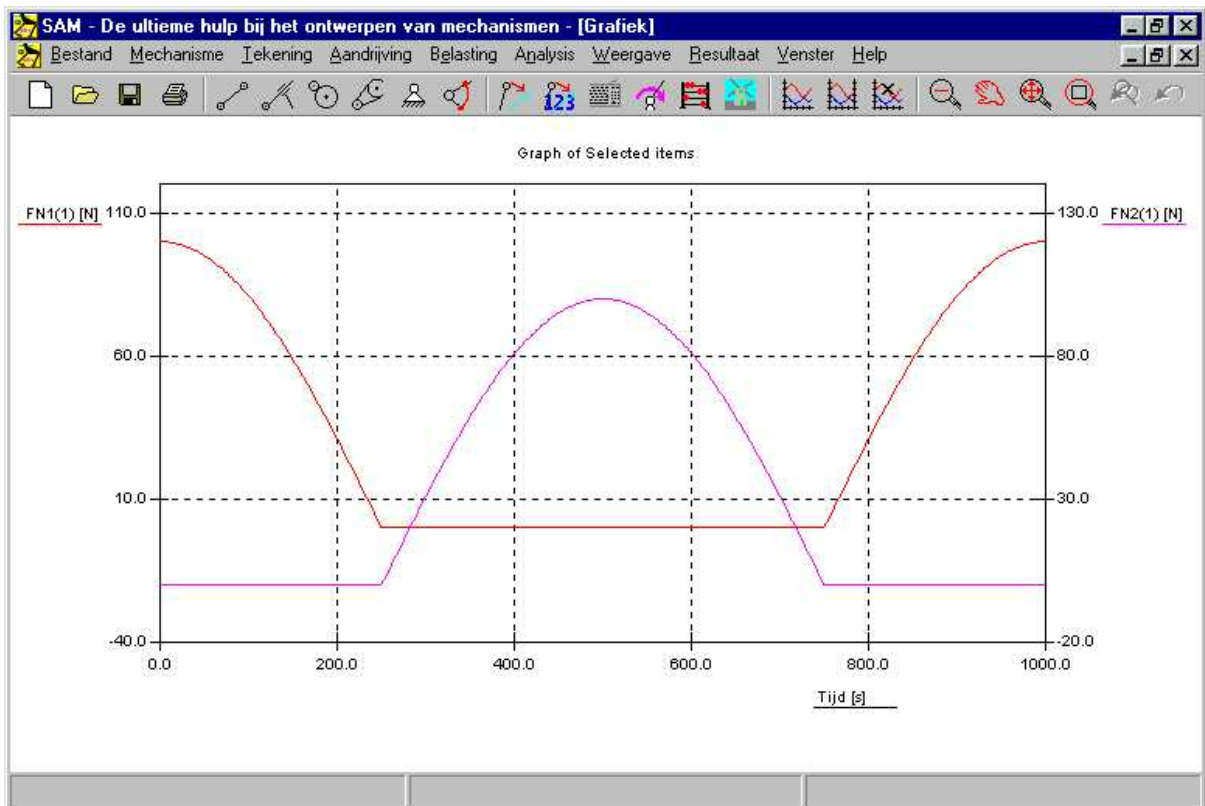 SAM - De ultieme hulp bij het ontwerpen van mechanismen - [Grafiek]
Bestand Mechanisme Tekening Aandrijving Belasting Analysis Weergave Resultaat Venster Help
123
Graph of Selected items
FN1(1) [N] 110.0 130.0 FN2(1) [N]
60.0 80.0
10.0 30.0
-40.0 -20.0
0.0 200.0 400.0 600.0 800.0 1000.0
Tijd [s]